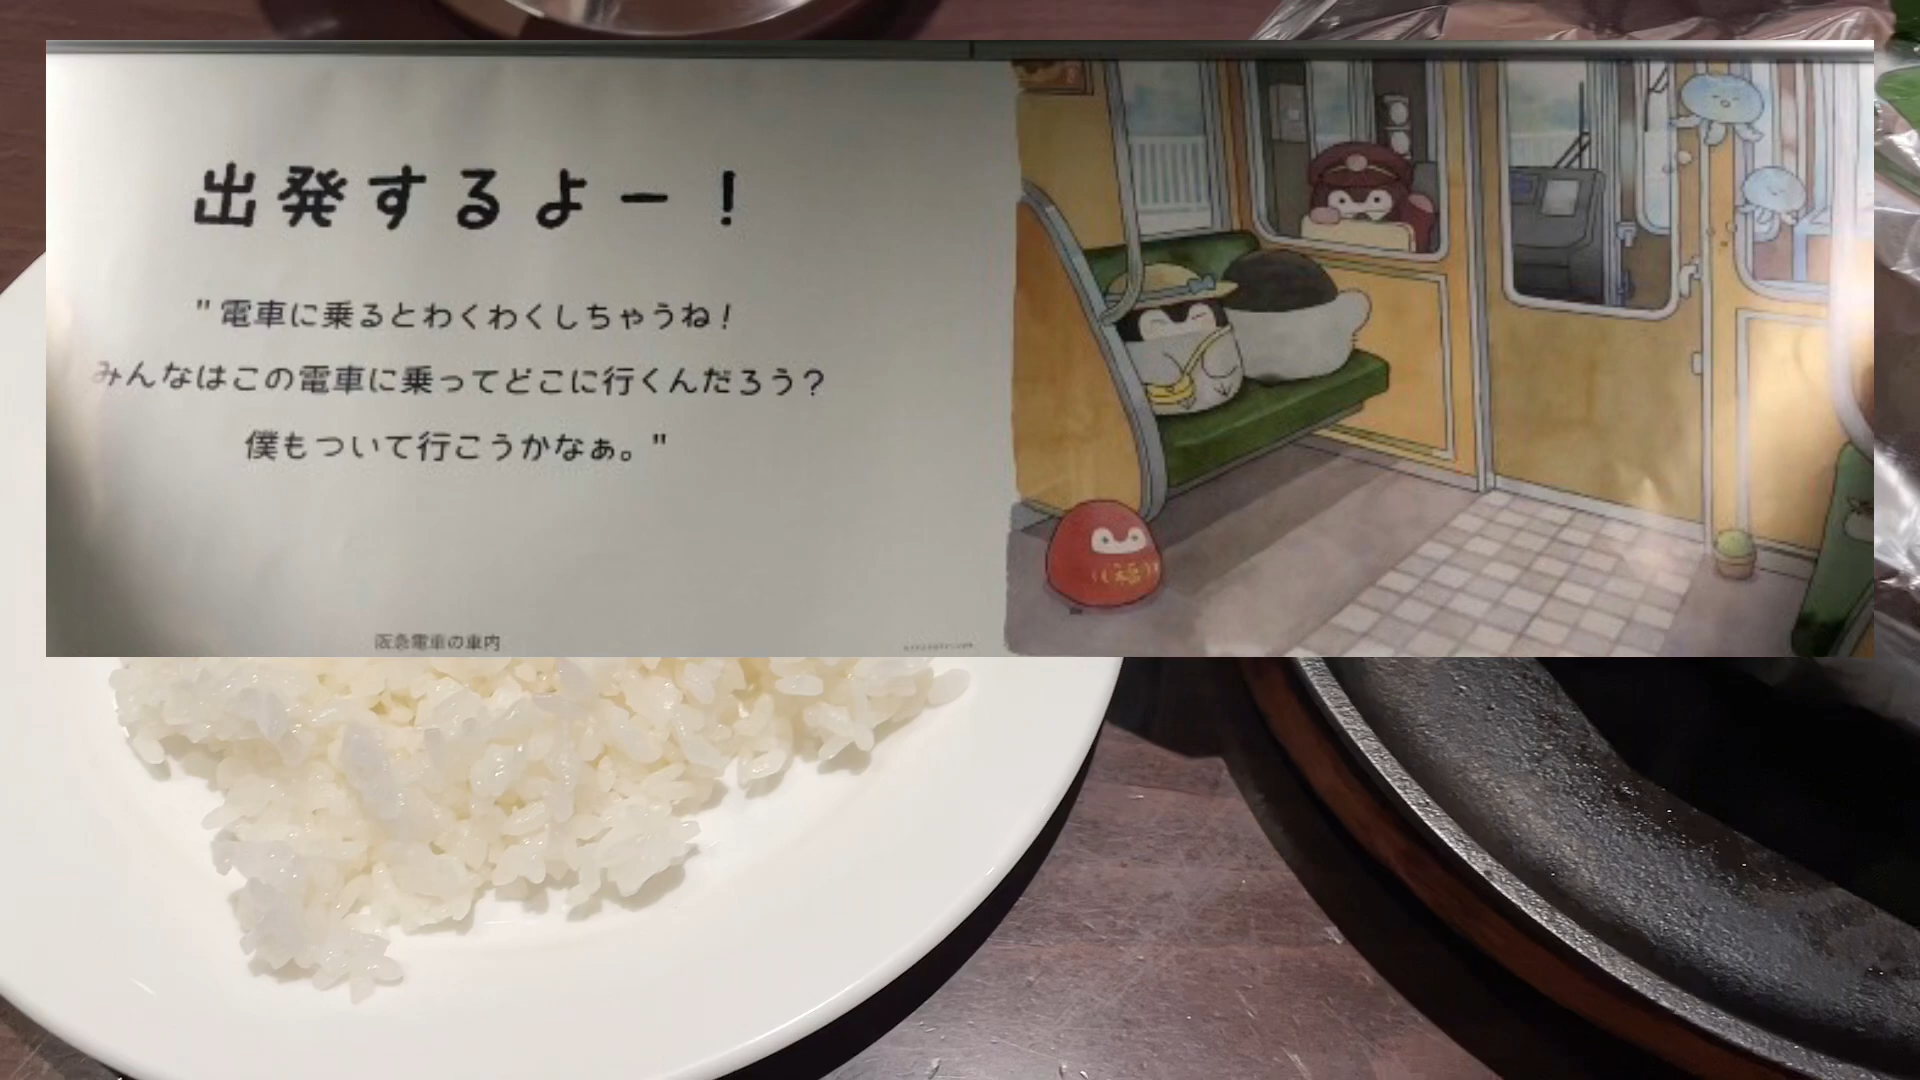 出発するよー！
"電車に乗るとわくわくしちゃうね！
みんなはこの電車に乗ってどこに行くんだろう？
僕もついて行こうかなぁ。"
阪急電車の車内
福